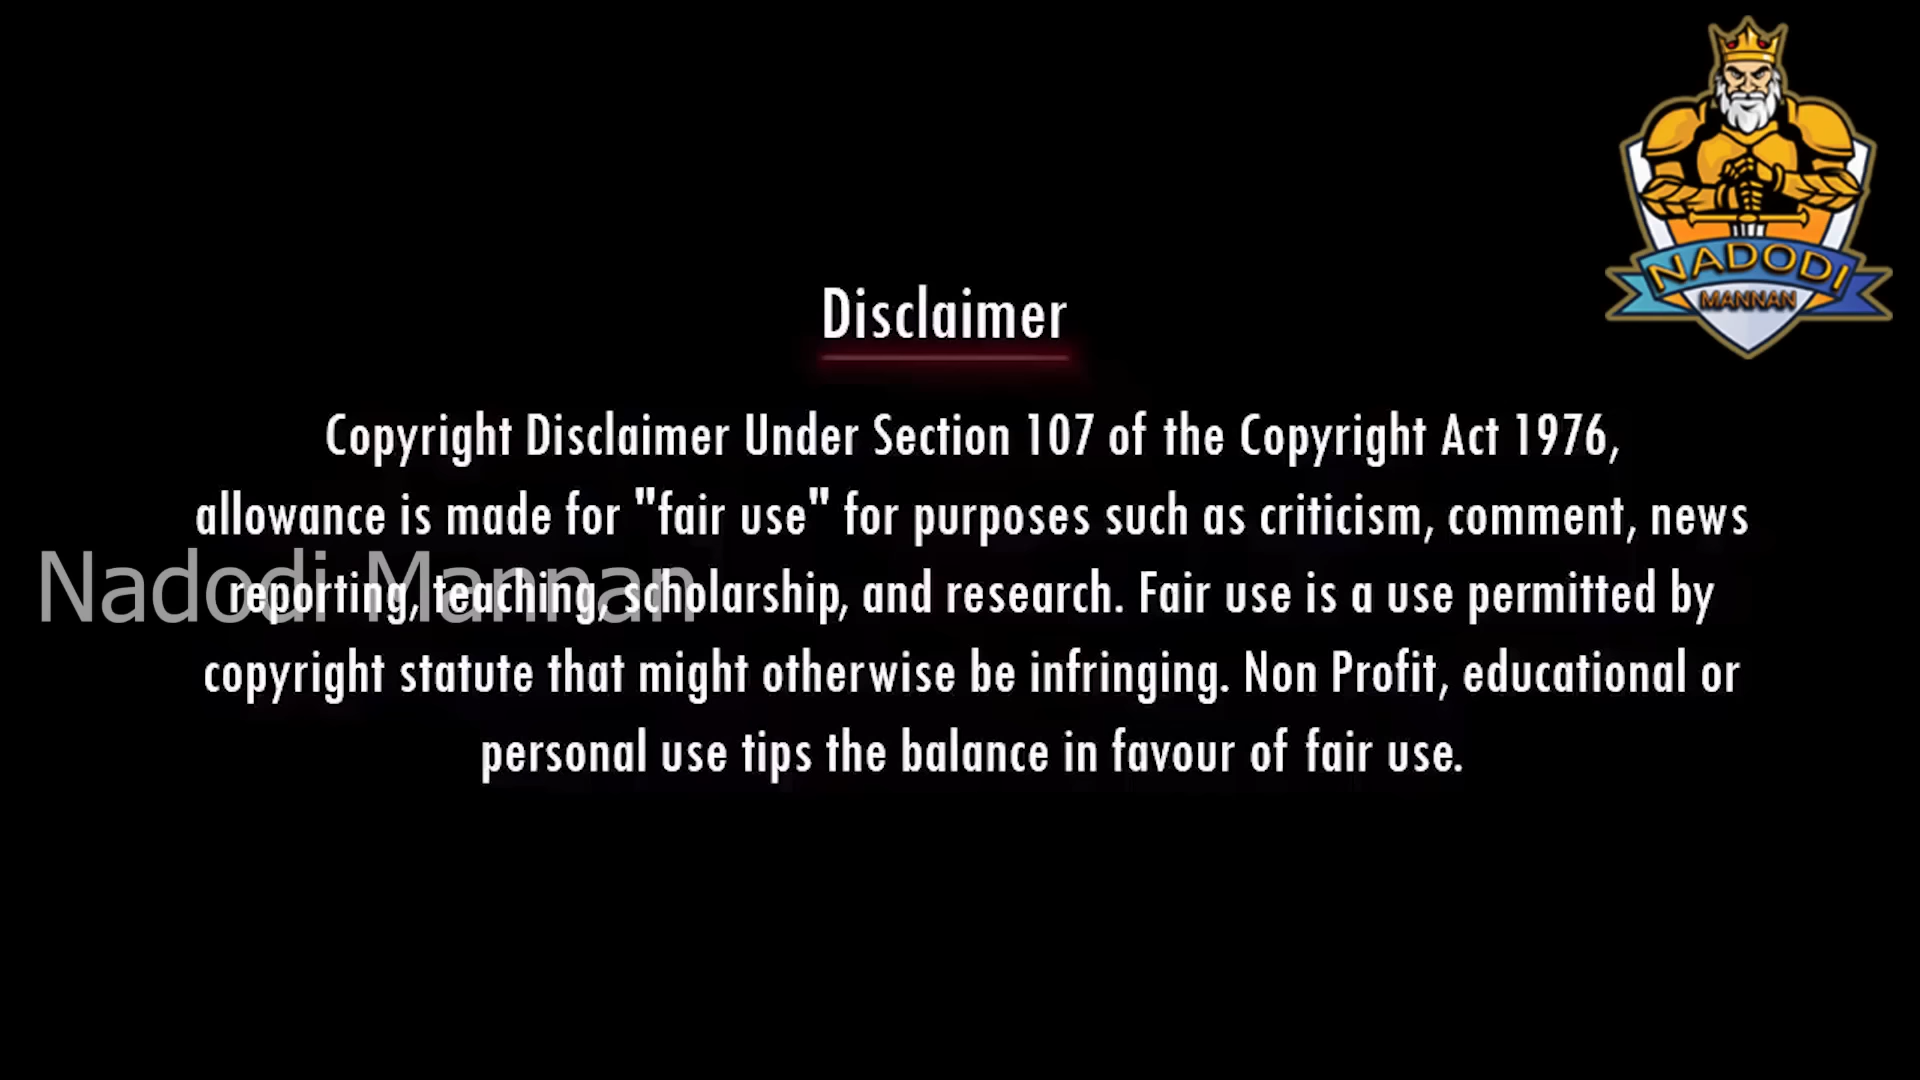 NADODI
MANNAN
Disclaimer
Copyright Disclaimer Under Section 107 of the Copyright Act 1976,
allowance is made for "fair use" for purposes such as criticism, comment, news
reporting, teaching, scholarship, and research. Fair use is a use permitted by
copyright statute that might otherwise be infringing. Non Profit, educational or
personal use tips the balance in favour of fair use.
Nadodi Mannan